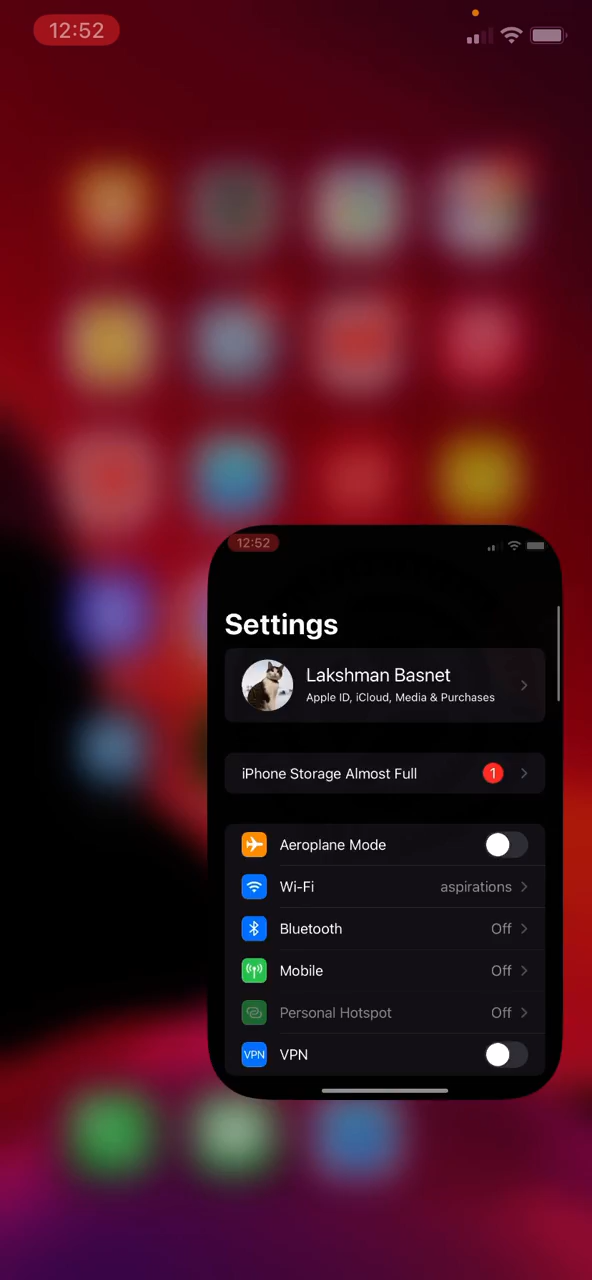 12:52
12:52
Settings
Lakshman Basnet
Apple ID, iCloud, Media & Purchases
iPhone Storage Almost Full 1
Aeroplane Mode
Wi-Fi aspirations
Bluetooth Off
Mobile Off
Personal Hotspot Off
VPN VPN